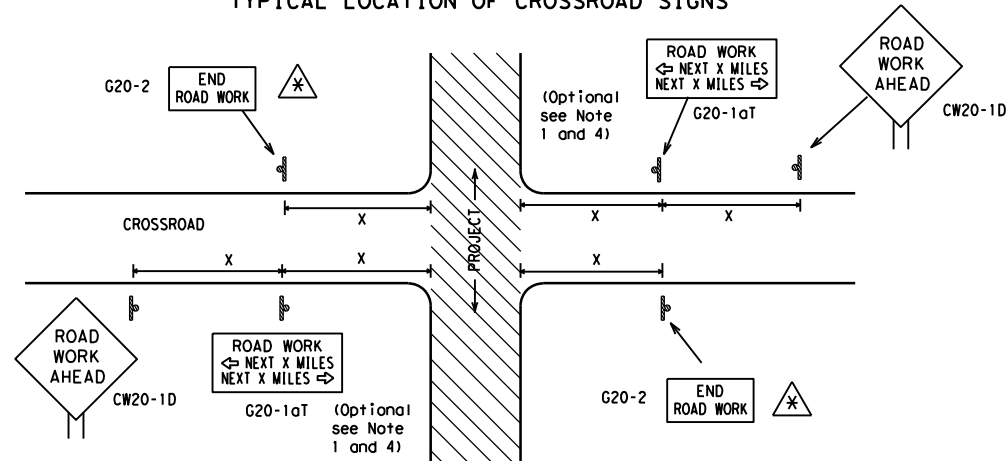 TYPICAL LOCATION OF CROSSROAD SIGNS
G20-2
END
ROAD WORK
*
(Optional
see Note
1 and 4)
ROAD WORK
⇦ NEXT X MILES
NEXT X MILES ⇨
G20-1aT
ROAD
WORK
AHEAD
CW20-1D
X
X
X
CROSSROAD
PROJECT
X
X
X
ROAD
WORK
AHEAD
CW20-1D
ROAD WORK
⇦ NEXT X MILES
NEXT X MILES ⇨
G20-1aT
(Optional
see Note
1 and 4)
G20-2
END
ROAD WORK
*